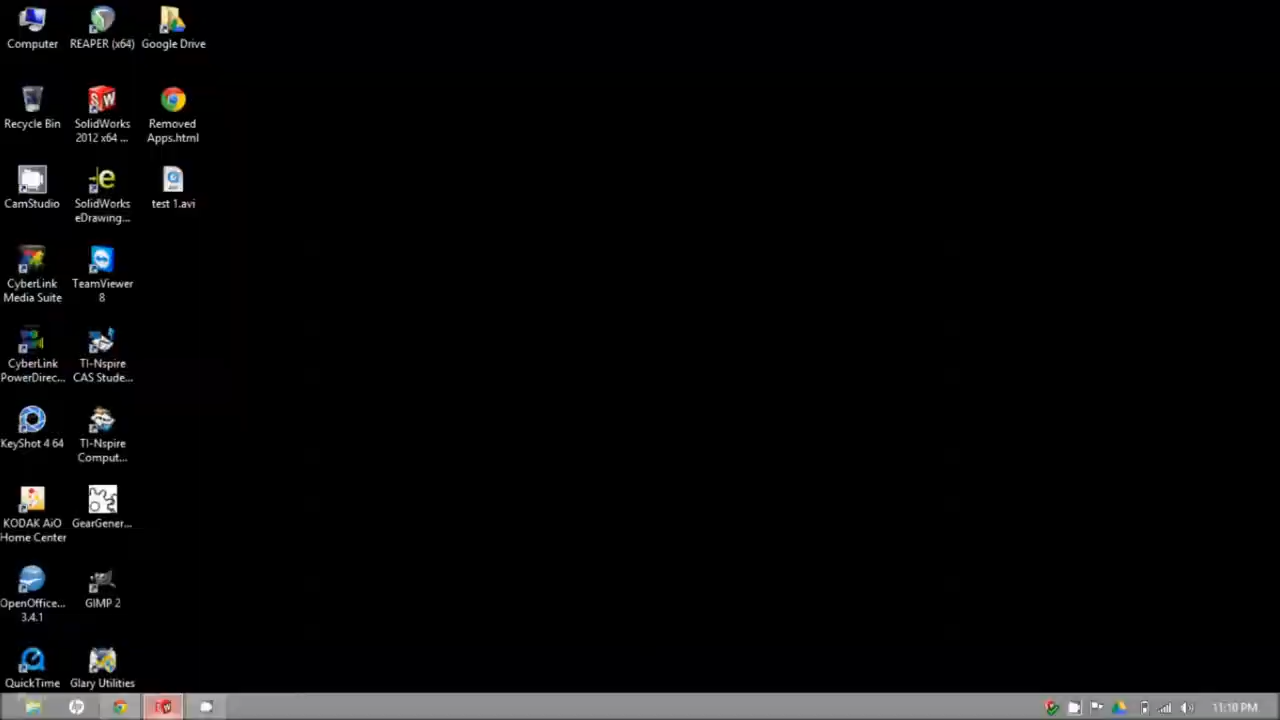 Computer
REAPER (x64)
Google Drive
Recycle Bin
SolidWorks
2012 x64 ...
Removed
Apps.html
CamStudio
SolidWorks
eDrawing...
test 1.avi
CyberLink
Media Suite
TeamViewer
8
CyberLink
PowerDirec...
TI-Nspire
CAS Stude...
KeyShot 4 64
TI-Nspire
Comput...
KODAK AiO
Home Center
GearGener...
OpenOffice...
3.4.1
GIMP 2
QuickTime
Glary Utilities
11:10 PM